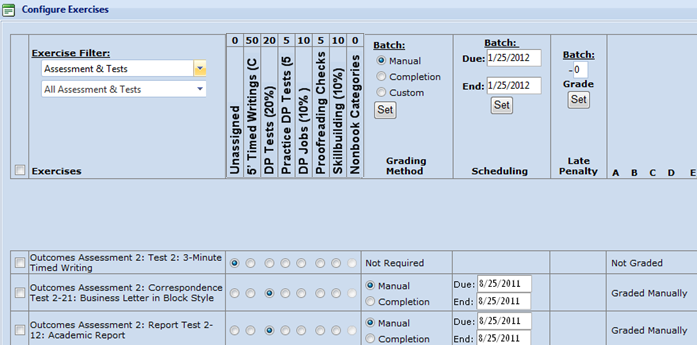 Configure Exercises
Exercise Filter:
Assessment & Tests
All Assessment & Tests
Exercises
0 50 20 5 10 5 10 0
Unassigned
5' Timed Writings (C
DP Tests (20%)
Practice DP Tests (5
DP Jobs (10% )
Proofreading Checks
Skillbuilding (10%)
Nonbook Categories
Batch:
Manual
Completion
Custom
Set
Grading
Method
Batch:
Due: 1/25/2012
End: 1/25/2012
Set
Scheduling
Batch:
-0
Grade
Set
Late
Penalty
A B C D E
Outcomes Assessment 2: Test 2: 3-Minute
Timed Writing
Not Required
Not Graded
Outcomes Assessment 2: Correspondence
Test 2-21: Business Letter in Block Style
Manual
Completion
Due: 8/25/2011
End: 8/25/2011
Graded Manually
Outcomes Assessment 2: Report Test 2-
12: Academic Report
Manual
Completion
Due: 8/25/2011
End: 8/25/2011
Graded Manually